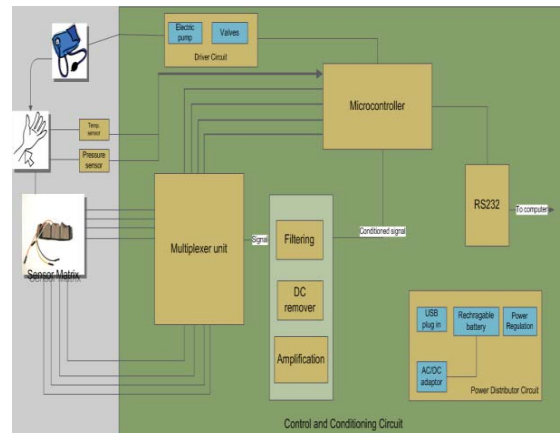 Electric
pump
Valves
Driver Circuit
Temp.
sensor
Pressure
sensor
Microcontroller
RS232
To computer
Sensor Matrix
Multiplexer unit
Signal
Filtering
DC
remover
Amplification
Conditioned signal
USB
plug in
Rechragable
battery
Power
Regulation
AC/DC
adaptor
Power Distributor Circuit
Control and Conditioning Circuit